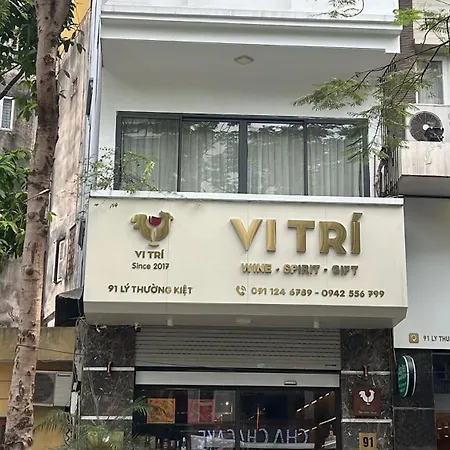 VI TRÍ
Since 2017
91 LÝ THƯỜNG KIỆT
VI TRÍ
WINE - SPIRIT - GIFT
091 124 6789 - 0942 556 799
91 LÝ THƯ
91